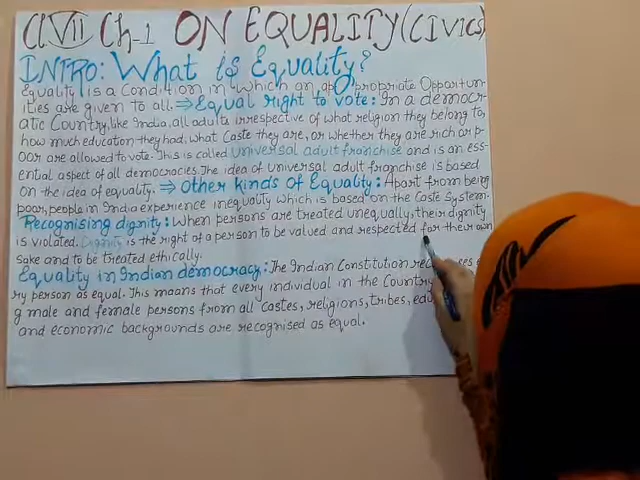 Cl VII Ch-1 ON EQUALITY (CIVICS)
INTRO: What is Equality?
Equality is a condition in which an appropriate Opportun-
ities are given to all. ⇒ Equal right to vote: In a democr-
atic Country, like India, all adults irrespective of what religion they belong to,
how much education they had, what caste they are, or whether they are rich or p-
oor are allowed to vote. This is called universal adult franchise and is an ess-
ential aspect of all democracies. The idea of universal adult franchise is based
on the idea of equality. ⇒ Other kinds of Equality: Apart from being
poor, people in India experience inequality which is based on the Caste System.
Recognising dignity: When persons are treated unequally, their dignity
is violated. Dignity is the right of a person to be valued and respected for their own
sake and to be treated ethically.
Equality in Indian democracy: The Indian Constitution
ry person as equal. This means that every individual in the Country
g male and female persons from all castes, religions, tribes,
and economic backgrounds are recognised as equal.